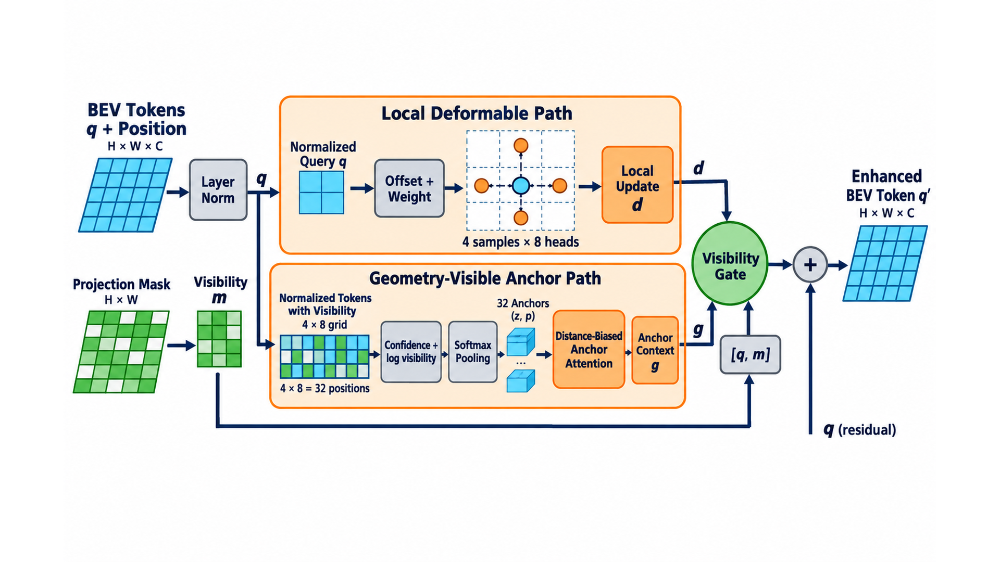 BEV Tokens
q + Position
H × W × C
Layer
Norm
q
Local Deformable Path
Normalized
Query q
Offset +
Weight
4 samples × 8 heads
Local
Update
d
d
Projection Mask
H × W
Visibility
m
Geometry-Visible Anchor Path
Normalized Tokens
with Visibility
4 × 8 grid
4 × 8 = 32 positions
Confidence +
log visibility
Softmax
Pooling
32 Anchors
(z, p)
...
Distance-Biased
Anchor
Attention
Anchor
Context
g
g
Visibility
Gate
[q, m]
+
q (residual)
Enhanced
BEV Token q′
H × W × C